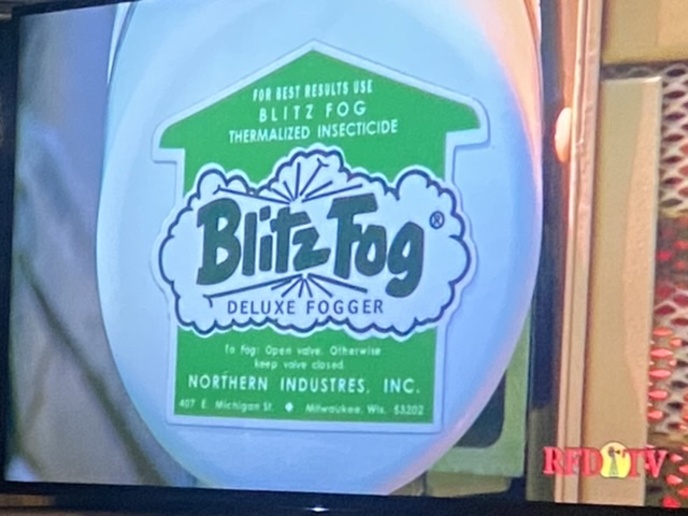 FOR BEST RESULTS USE
BLITZ FOG
THERMALIZED INSECTICIDE
Blitz Fog®
DELUXE FOGGER
To Fog: Open valve. Otherwise
keep valve closed.
NORTHERN INDUSTRES, INC.
407 E. Michigan St. ◆ Milwaukee, Wis. 53202
RFD TV